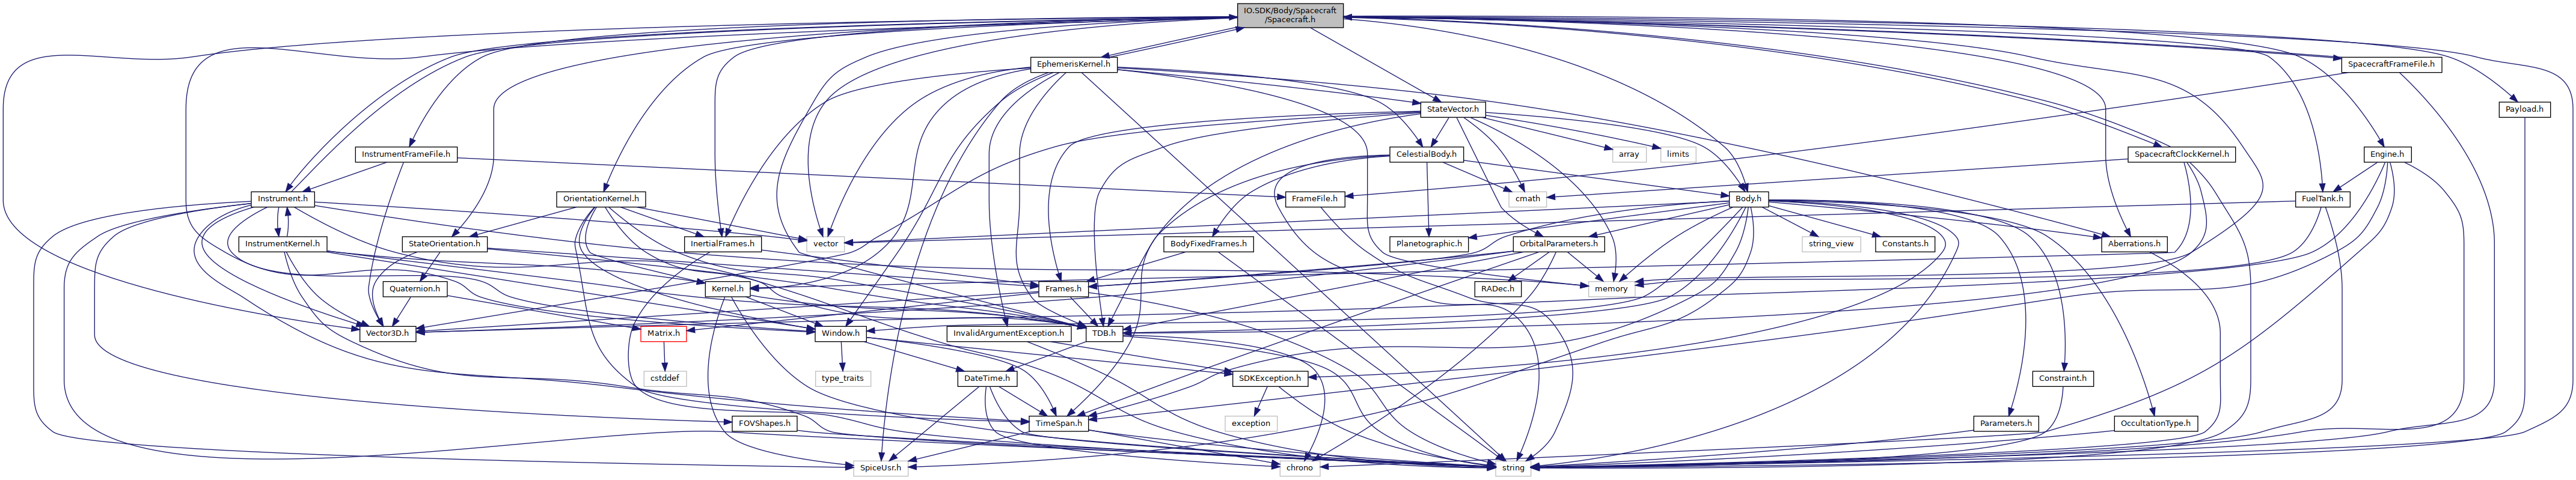 IO.SDK/Body/Spacecraft
/Spacecraft.h
EphemerisKernel.h
SpacecraftFrameFile.h
StateVector.h
Payload.h
InstrumentFrameFile.h
CelestialBody.h
array
limits
SpacecraftClockKernel.h
Engine.h
Instrument.h
OrientationKernel.h
FrameFile.h
cmath
Body.h
FuelTank.h
InstrumentKernel.h
StateOrientation.h
InertialFrames.h
vector
BodyFixedFrames.h
Planetographic.h
OrbitalParameters.h
string_view
Constants.h
Aberrations.h
Quaternion.h
Kernel.h
Frames.h
RADec.h
memory
Vector3D.h
Matrix.h
Window.h
InvalidArgumentException.h
TDB.h
cstddef
type_traits
DateTime.h
SDKException.h
Constraint.h
FOVShapes.h
TimeSpan.h
exception
Parameters.h
OccultationType.h
SpiceUsr.h
chrono
string